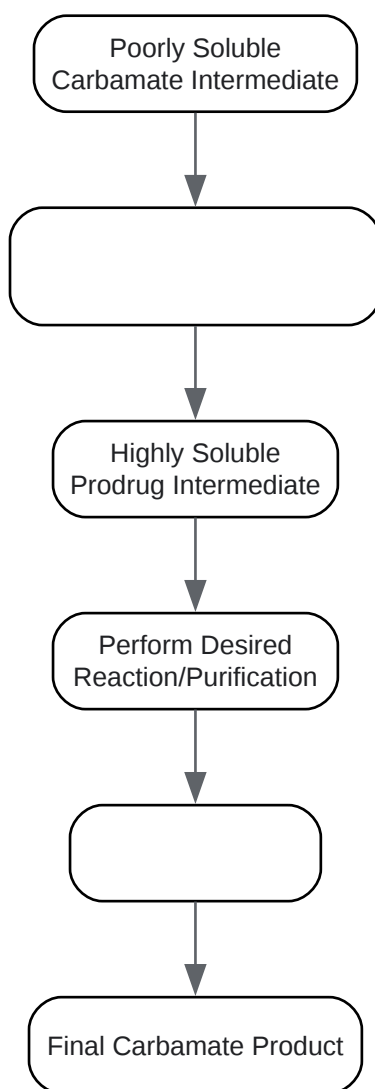 Poorly Soluble
Carbamate Intermediate
Highly Soluble
Prodrug Intermediate
Perform Desired
Reaction/Purification
Final Carbamate Product